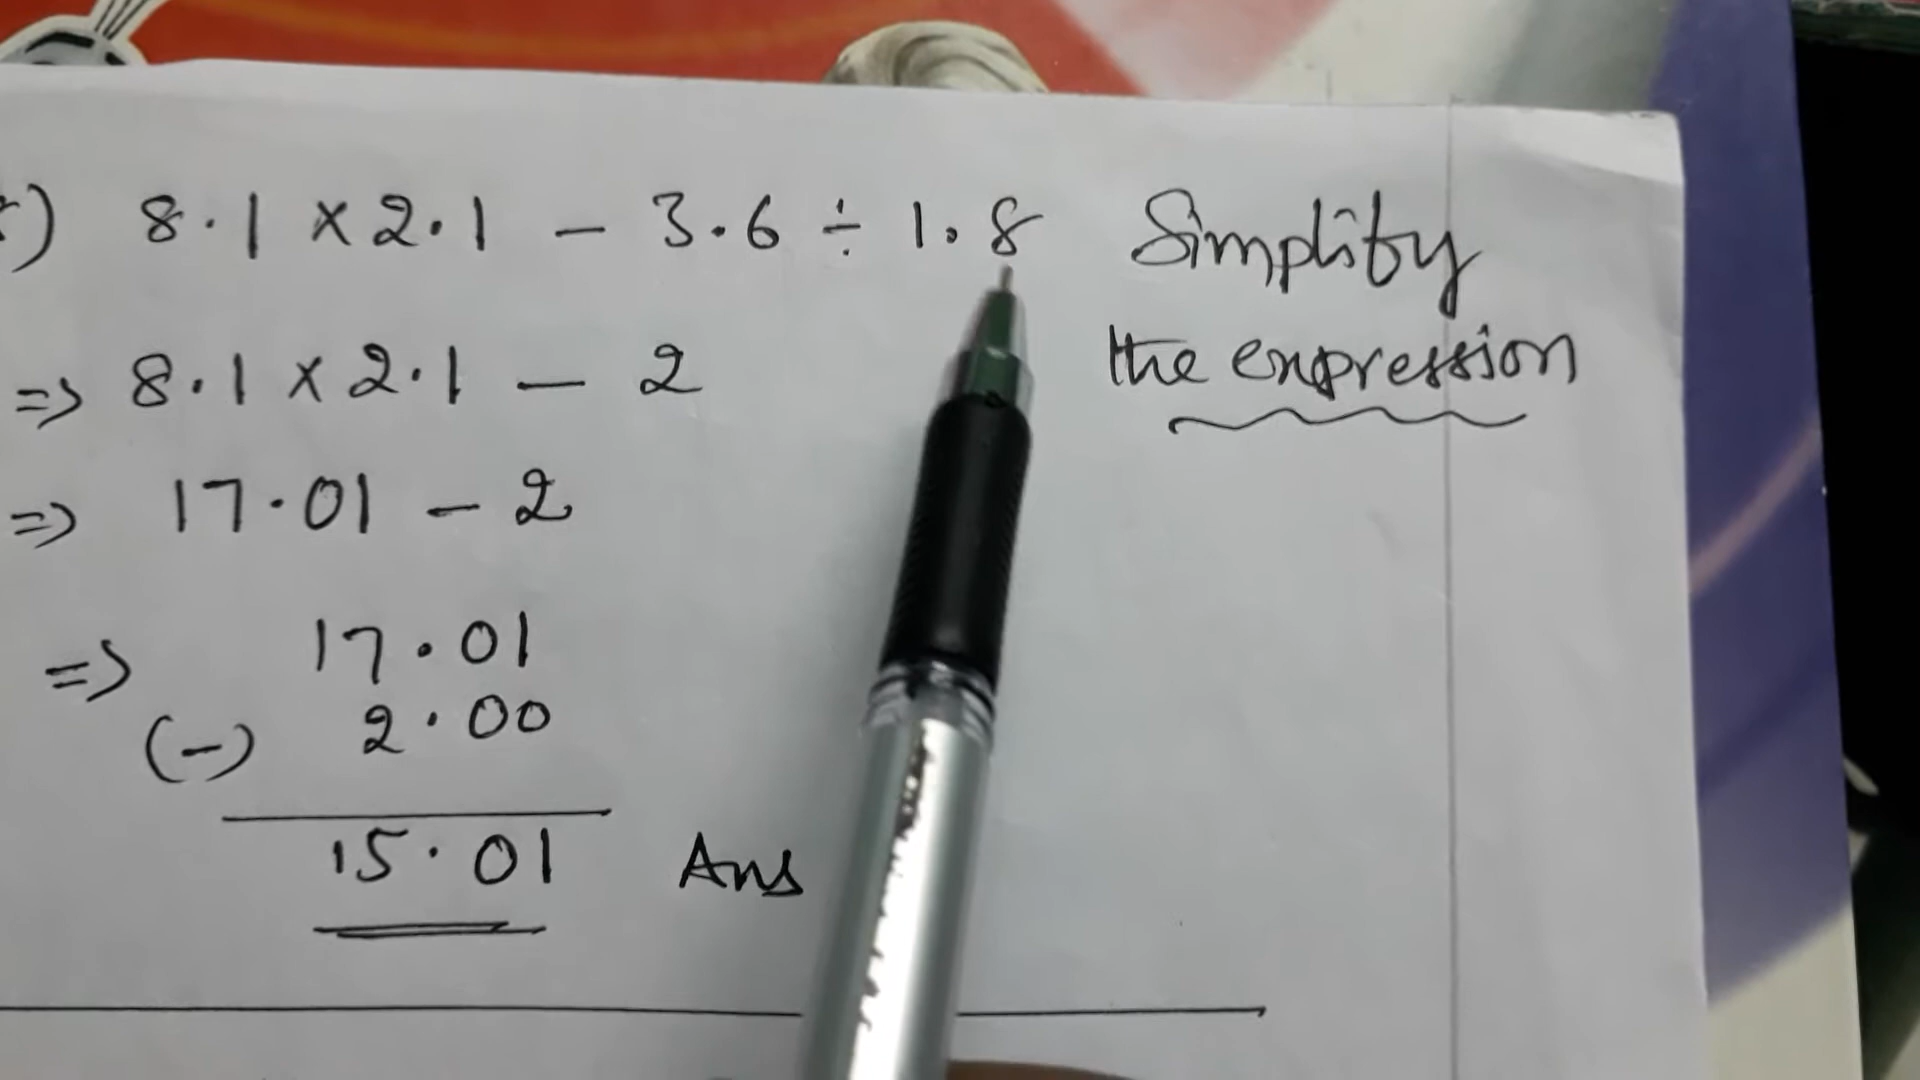 ) 8.1 × 2.1 - 3.6 ÷ 1.8 Simplify
the expression
=> 8.1 × 2.1 - 2
=> 17.01 - 2
=> 17.01
(-) 2.00
15.01 Ans